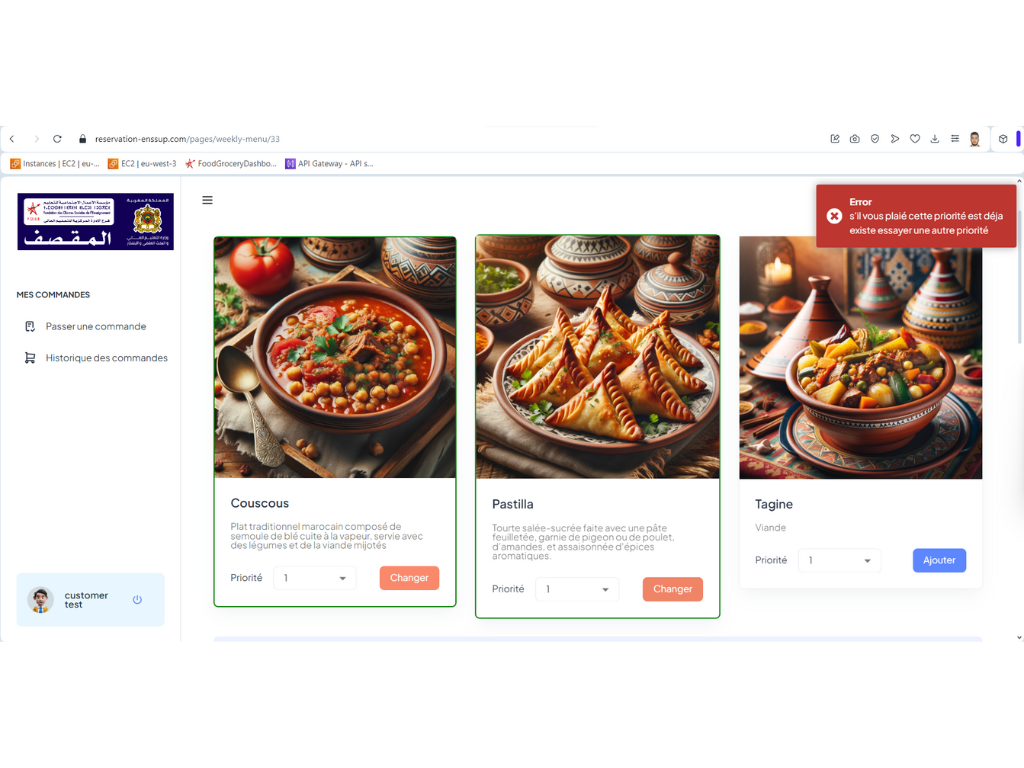 reservation-enssup.com/pages/weekly-menu/33
Instances | EC2 | eu-...
EC2 | eu-west-3
FoodGroceryDashbo...
API Gateway - API s...
المملكة المغربية
المقصف
Error
s'il vous plaié cette priorité est déja
existe essayer une autre priorité
MES COMMANDES
Passer une commande
Historique des commandes
customer
test
Couscous
Plat traditionnel marocain composé de
semoule de blé cuite à la vapeur, servie avec
des légumes et de la viande mijotés
Priorité
1
Changer
Pastilla
Tourte salée-sucrée faite avec une pâte
feuilletée, garnie de pigeon ou de poulet,
d'amandes, et assaisonnée d'épices
aromatiques.
Priorité
1
Changer
Tagine
Viande
Priorité
1
Ajouter